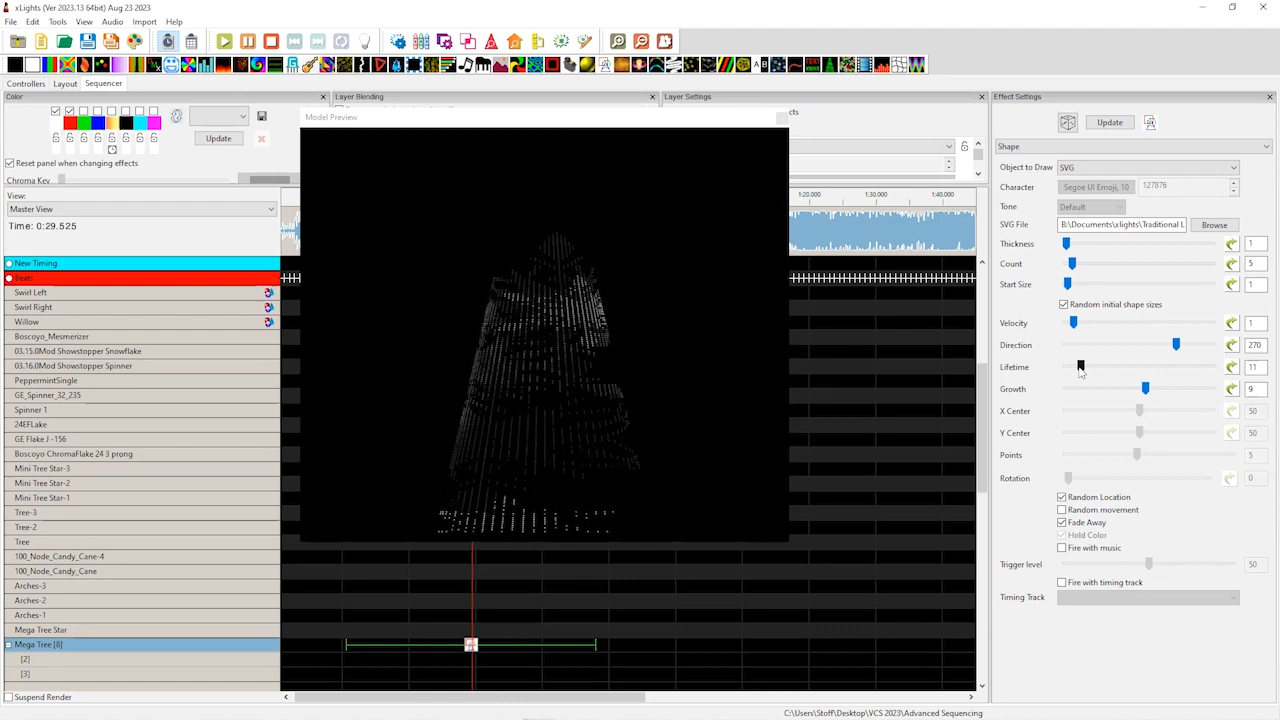 xLights (Ver 2023.13 64bit) Aug 23 2023
File Edit Tools View Audio Import Help
Controllers Layout Sequencer
Color
Layer Blending
Layer Settings
Effect Settings
Model Preview
Update
Update
Reset panel when changing effects
Chroma Key
Shape
Object to Draw SVG
Character Segoe UI Emoji, 10 127876
Tone Default
SVG File B:\Documents\xlights\Traditional L Browse
Thickness 1
Count 5
Start Size 1
Random initial shape sizes
Velocity 1
Direction 270
Lifetime 11
Growth 9
X Center 50
Y Center 50
Points 5
Rotation 0
Random Location
Random movement
Fade Away
Hold Color
Fire with music
Trigger level 50
Fire with timing track
Timing Track
View:
Master View
Time: 0:29.525
1:20.000 1:30.000 1:40.000
New Timing
Beats
Swirl Left
Swirl Right
Willow
Boscoyo_Mesmerizer
03.15.0Mod Showstopper Snowflake
03.16.0Mod Showstopper Spinner
PeppermintSingle
GE_Spinner_32_235
Spinner 1
24EFLake
GE Flake J -156
Boscoyo ChromaFlake 24 3 prong
Mini Tree Star-3
Mini Tree Star-2
Mini Tree Star-1
Tree-3
Tree-2
Tree
100_Node_Candy_Cane-4
100_Node_Candy_Cane
Arches-3
Arches-2
Arches-1
Mega Tree Star
Mega Tree [8]
[2]
[3]
Suspend Render
C:\Users\Stoff\Desktop\VCS 2023\Advanced Sequencing